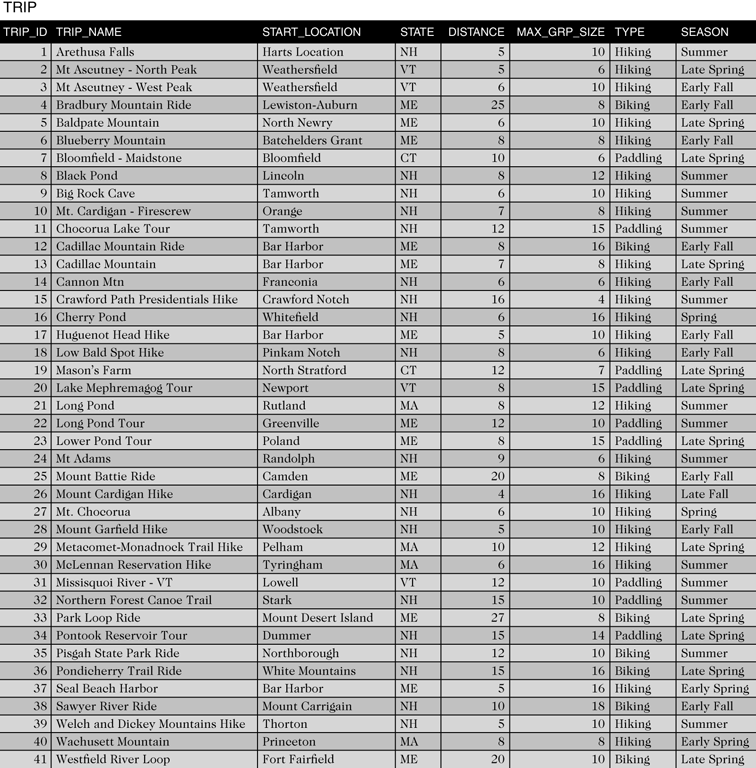 TRIP
TRIP_ID TRIP_NAME START_LOCATION STATE DISTANCE MAX_GRP_SIZE TYPE SEASON
1 Arethusa Falls Harts Location NH 5 10 Hiking Summer
2 Mt Ascutney - North Peak Weathersfield VT 5 6 Hiking Late Spring
3 Mt Ascutney - West Peak Weathersfield VT 6 10 Hiking Early Fall
4 Bradbury Mountain Ride Lewiston-Auburn ME 25 8 Biking Early Fall
5 Baldpate Mountain North Newry ME 6 10 Hiking Late Spring
6 Blueberry Mountain Batchelders Grant ME 8 8 Hiking Early Fall
7 Bloomfield - Maidstone Bloomfield CT 10 6 Paddling Late Spring
8 Black Pond Lincoln NH 8 12 Hiking Summer
9 Big Rock Cave Tamworth NH 6 10 Hiking Summer
10 Mt. Cardigan - Firescrew Orange NH 7 8 Hiking Summer
11 Chocorua Lake Tour Tamworth NH 12 15 Paddling Summer
12 Cadillac Mountain Ride Bar Harbor ME 8 16 Biking Early Fall
13 Cadillac Mountain Bar Harbor ME 7 8 Hiking Late Spring
14 Cannon Mtn Franconia NH 6 6 Hiking Early Fall
15 Crawford Path Presidentials Hike Crawford Notch NH 16 4 Hiking Summer
16 Cherry Pond Whitefield NH 6 16 Hiking Spring
17 Huguenot Head Hike Bar Harbor ME 5 10 Hiking Early Fall
18 Low Bald Spot Hike Pinkam Notch NH 8 6 Hiking Early Fall
19 Mason's Farm North Stratford CT 12 7 Paddling Late Spring
20 Lake Mephremagog Tour Newport VT 8 15 Paddling Late Spring
21 Long Pond Rutland MA 8 12 Hiking Summer
22 Long Pond Tour Greenville ME 12 10 Paddling Summer
23 Lower Pond Tour Poland ME 8 15 Paddling Late Spring
24 Mt Adams Randolph NH 9 6 Hiking Summer
25 Mount Battie Ride Camden ME 20 8 Biking Early Fall
26 Mount Cardigan Hike Cardigan NH 4 16 Hiking Late Fall
27 Mt. Chocorua Albany NH 6 10 Hiking Spring
28 Mount Garfield Hike Woodstock NH 5 10 Hiking Early Fall
29 Metacomet-Monadnock Trail Hike Pelham MA 10 12 Hiking Late Spring
30 McLennan Reservation Hike Tyringham MA 6 16 Hiking Summer
31 Missisquoi River - VT Lowell VT 12 10 Paddling Summer
32 Northern Forest Canoe Trail Stark NH 15 10 Paddling Summer
33 Park Loop Ride Mount Desert Island ME 27 8 Biking Late Spring
34 Pontook Reservoir Tour Dummer NH 15 14 Paddling Late Spring
35 Pisgah State Park Ride Northborough NH 12 10 Biking Summer
36 Pondicherry Trail Ride White Mountains NH 15 16 Biking Late Spring
37 Seal Beach Harbor Bar Harbor ME 5 16 Hiking Early Spring
38 Sawyer River Ride Mount Carrigain NH 10 18 Biking Early Fall
39 Welch and Dickey Mountains Hike Thorton NH 5 10 Hiking Summer
40 Wachusett Mountain Princeton MA 8 8 Hiking Early Spring
41 Westfield River Loop Fort Fairfield ME 20 10 Biking Late Spring